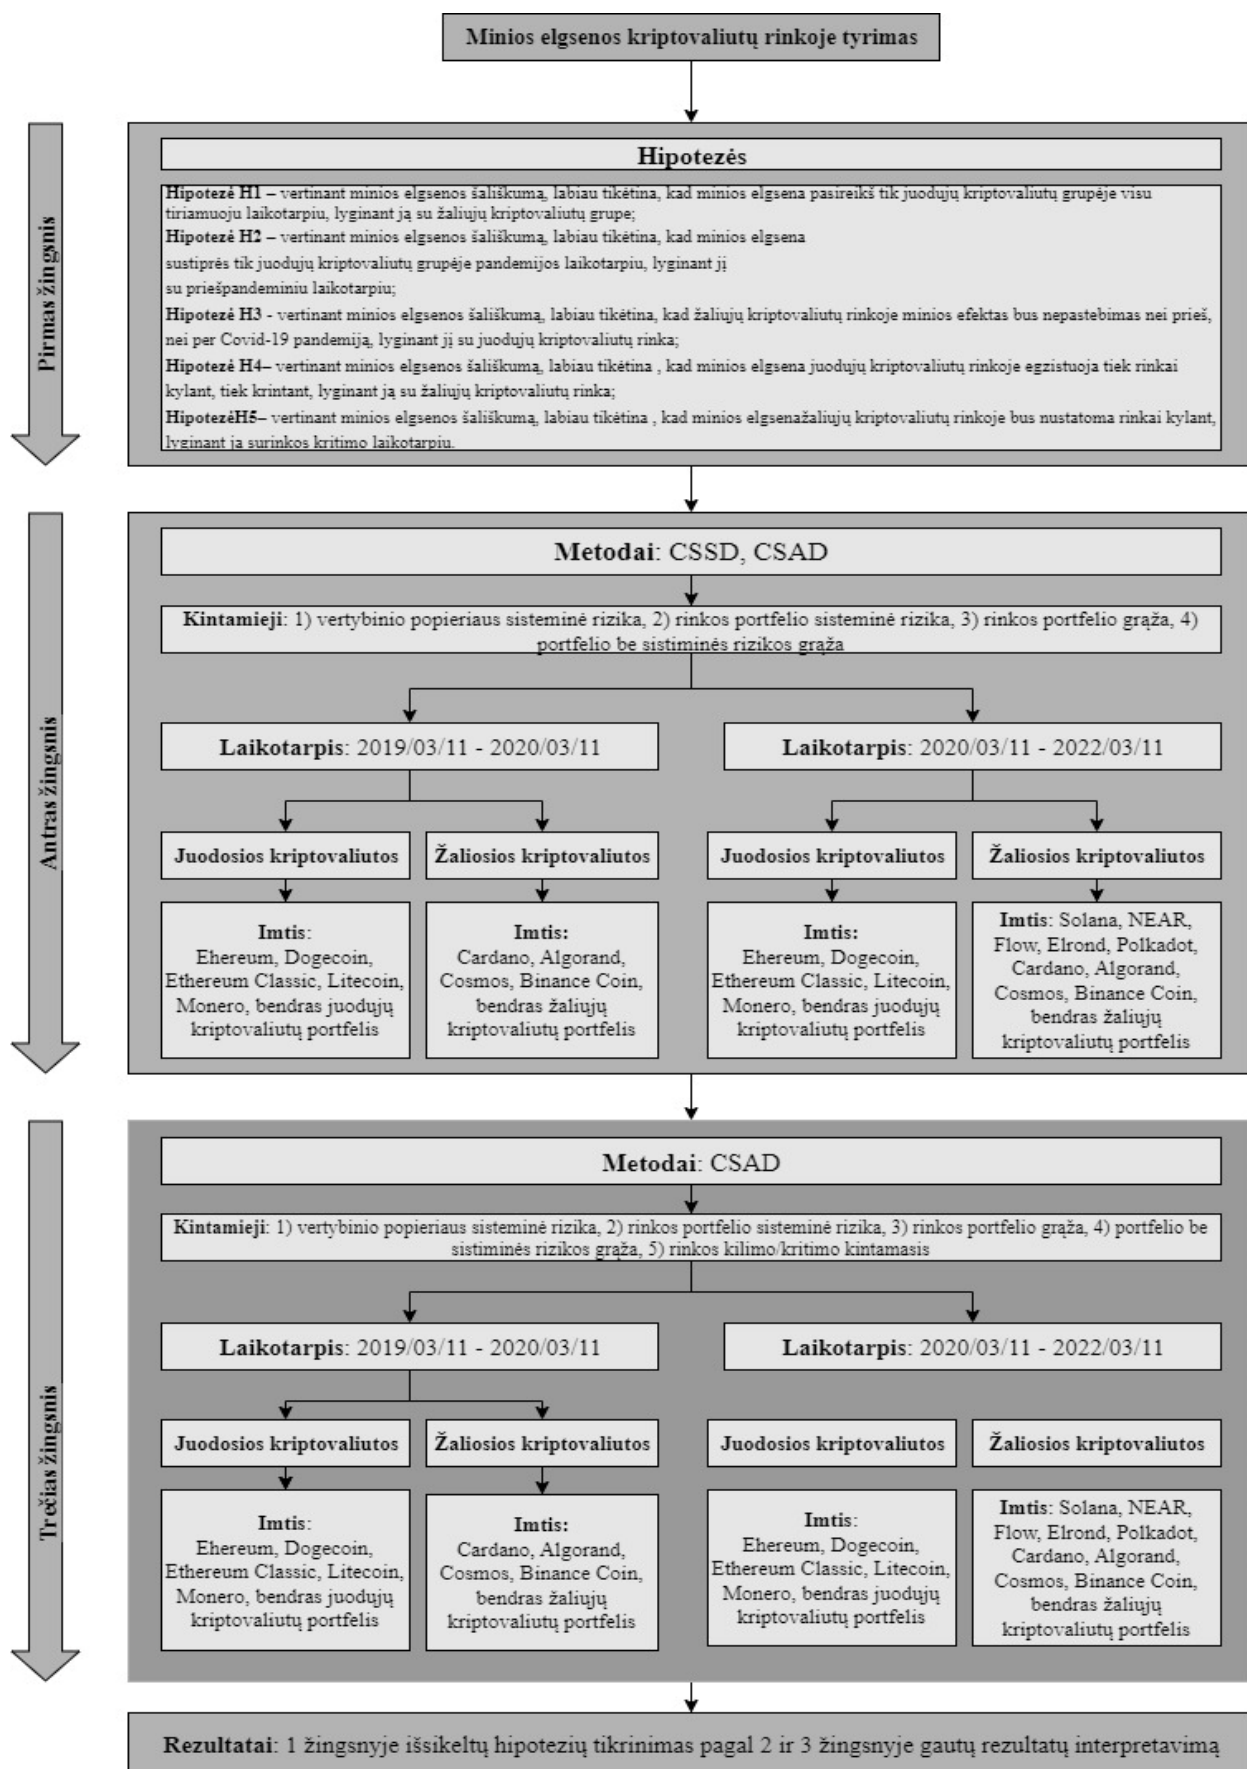 Minios elgsenos kriptovaliutų rinkoje tyrimas
Pirmas žingsnis
Hipotezės
Hipotezė H1 – vertinant minios elgsenos šališkumą, labiau tikėtina, kad minios elgsena pasireikš tik juodųjų kriptovaliutų grupėje visu
tiriamuoju laikotarpiu, lyginant ją su žaliųjų kriptovaliutų grupe;
Hipotezė H2 – vertinant minios elgsenos šališkumą, labiau tikėtina, kad minios elgsena
sustiprės tik juodųjų kriptovaliutų grupėje pandemijos laikotarpiu, lyginant jį
su priešpandeminiu laikotarpiu;
Hipotezė H3 - vertinant minios elgsenos šališkumą, labiau tikėtina, kad žaliųjų kriptovaliutų rinkoje minios efektas bus nepastebimas nei prieš,
nei per Covid-19 pandemiją, lyginant jį su juodųjų kriptovaliutų rinka;
Hipotezė H4– vertinant minios elgsenos šališkumą, labiau tikėtina , kad minios elgsena juodųjų kriptovaliutų rinkoje egzistuoja tiek rinkai
kylant, tiek krintant, lyginant ją su žaliųjų kriptovaliutų rinka;
HipotezėH5– vertinant minios elgsenos šališkumą, labiau tikėtina , kad minios elgsenažaliųjų kriptovaliutų rinkoje bus nustatoma rinkai kylant,
lyginant ją surinkos kritimo laikotarpiu.
Antras žingsnis
Metodai: CSSD, CSAD
Kintamieji: 1) vertybinio popieriaus sisteminė rizika, 2) rinkos portfelio sisteminė rizika, 3) rinkos portfelio grąža, 4)
portfelio be sistiminės rizikos grąža
Laikotarpis: 2019/03/11 - 2020/03/11
Laikotarpis: 2020/03/11 - 2022/03/11
Juodosios kriptovaliutos
Žaliosios kriptovaliutos
Juodosios kriptovaliutos
Žaliosios kriptovaliutos
Imtis:
Ehereum, Dogecoin,
Ethereum Classic, Litecoin,
Monero, bendras juodųjų
kriptovaliutų portfelis
Imtis:
Cardano, Algorand,
Cosmos, Binance Coin,
bendras žaliųjų
kriptovaliutų portfelis
Imtis:
Ehereum, Dogecoin,
Ethereum Classic, Litecoin,
Monero, bendras juodųjų
kriptovaliutų portfelis
Imtis: Solana, NEAR,
Flow, Elrond, Polkadot,
Cardano, Algorand,
Cosmos, Binance Coin,
bendras žaliųjų
kriptovaliutų portfelis
Trečias žingsnis
Metodai: CSAD
Kintamieji: 1) vertybinio popieriaus sisteminė rizika, 2) rinkos portfelio sisteminė rizika, 3) rinkos portfelio grąža, 4) portfelio be
sistiminės rizikos grąža, 5) rinkos kilimo/kritimo kintamasis
Laikotarpis: 2019/03/11 - 2020/03/11
Laikotarpis: 2020/03/11 - 2022/03/11
Juodosios kriptovaliutos
Žaliosios kriptovaliutos
Juodosios kriptovaliutos
Žaliosios kriptovaliutos
Imtis:
Ehereum, Dogecoin,
Ethereum Classic, Litecoin,
Monero, bendras juodųjų
kriptovaliutų portfelis
Imtis:
Cardano, Algorand,
Cosmos, Binance Coin,
bendras žaliųjų
kriptovaliutų portfelis
Imtis:
Ehereum, Dogecoin,
Ethereum Classic, Litecoin,
Monero, bendras juodųjų
kriptovaliutų portfelis
Imtis: Solana, NEAR,
Flow, Elrond, Polkadot,
Cardano, Algorand,
Cosmos, Binance Coin,
bendras žaliųjų
kriptovaliutų portfelis
Rezultatai: 1 žingsnyje išsikeltų hipotezių tikrinimas pagal 2 ir 3 žingsnyje gautų rezultatų interpretavimą